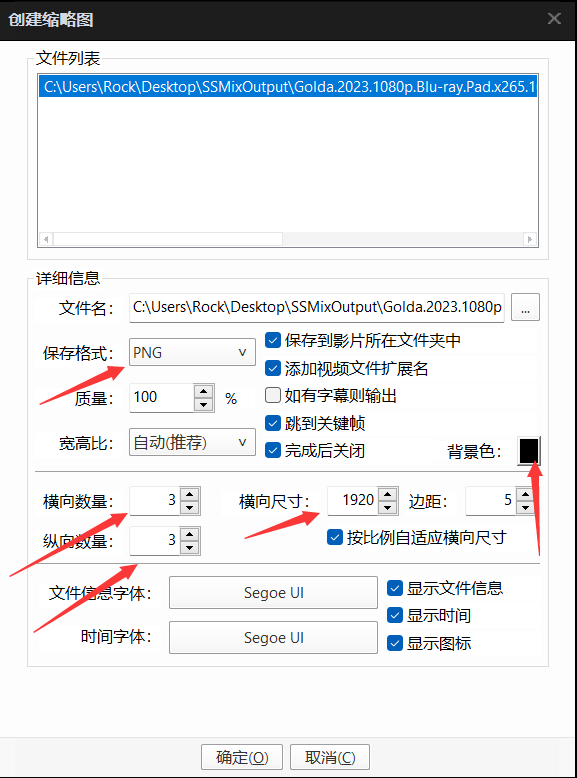 创建缩略图
文件列表
C:\Users\Rock\Desktop\SSMixOutput\Golda.2023.1080p.Blu-ray.Pad.x265.1
详细信息
文件名:
C:\Users\Rock\Desktop\SSMixOutput\Golda.2023.1080p
...
保存到影片所在文件夹中
保存格式:
PNG
添加视频文件扩展名
质量:
100
%
如有字幕则输出
跳到关键帧
宽高比:
自动(推荐)
完成后关闭
背景色:
横向数量:
3
横向尺寸:
1920
边距:
5
纵向数量:
3
按比例自适应横向尺寸
文件信息字体:
Segoe UI
显示文件信息
显示时间
时间字体:
Segoe UI
显示图标
确定(O)
取消(C)